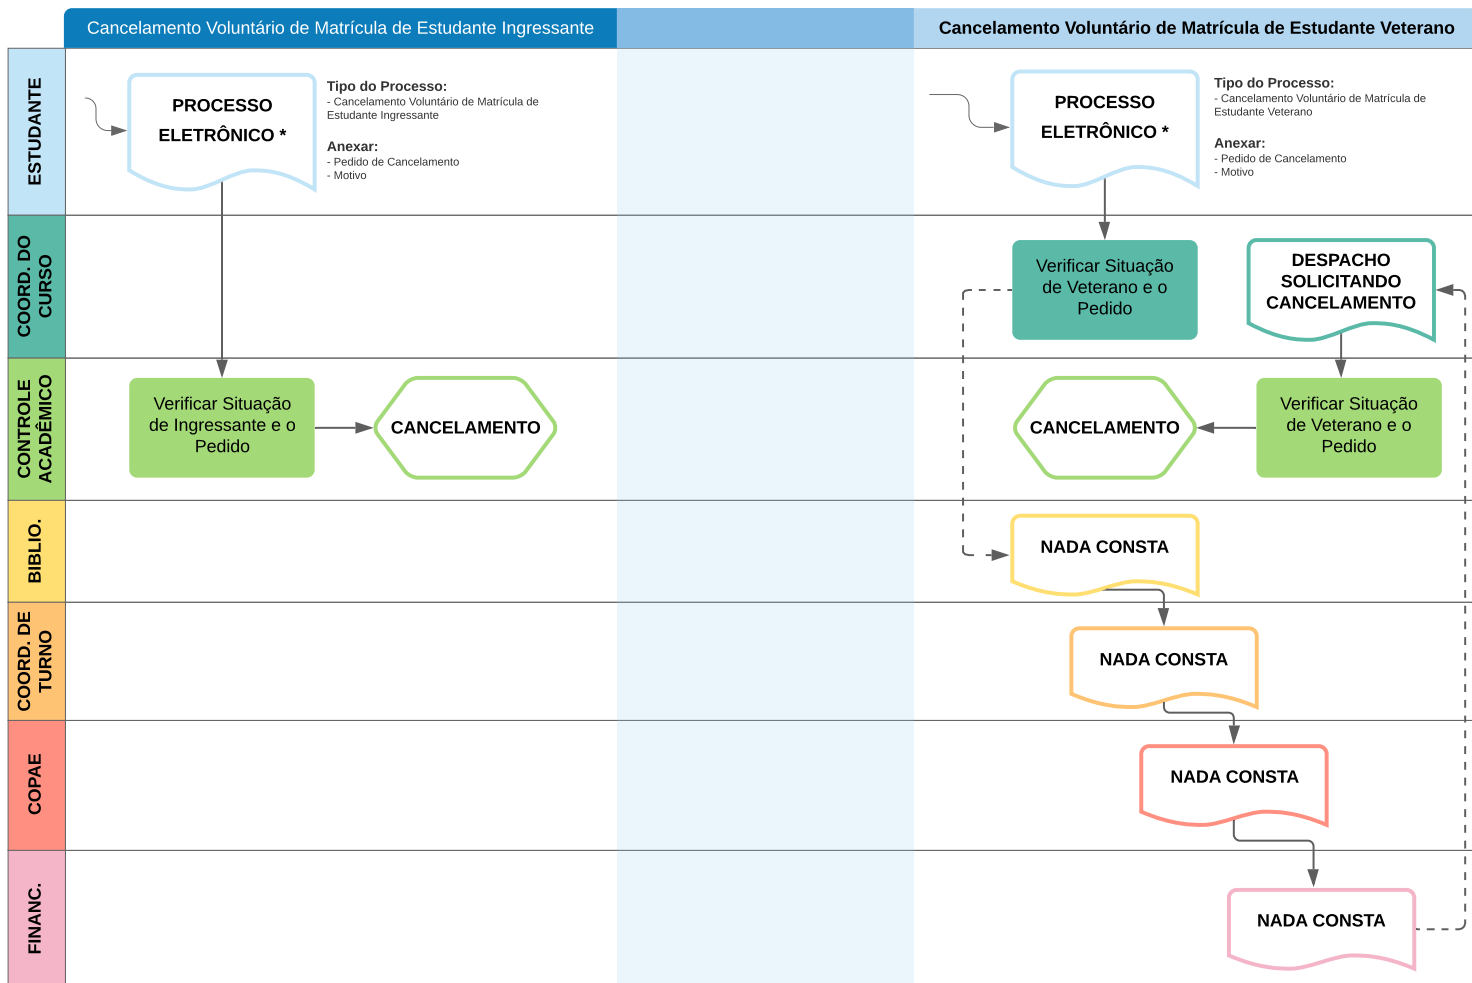 Cancelamento Voluntário de Matrícula de Estudante Ingressante
Cancelamento Voluntário de Matrícula de Estudante Veterano
ESTUDANTE
PROCESSO
ELETRÔNICO *
Tipo do Processo:
- Cancelamento Voluntário de Matrícula de
Estudante Ingressante
Anexar:
- Pedido de Cancelamento
- Motivo
PROCESSO
ELETRÔNICO *
Tipo do Processo:
- Cancelamento Voluntário de Matrícula de
Estudante Veterano
Anexar:
- Pedido de Cancelamento
- Motivo
COORD. DO
CURSO
Verificar Situação
de Veterano e o
Pedido
DESPACHO
SOLICITANDO
CANCELAMENTO
CONTROLE
ACADÊMICO
Verificar Situação
de Ingressante e o
Pedido
CANCELAMENTO
CANCELAMENTO
Verificar Situação
de Veterano e o
Pedido
BIBLIO.
NADA CONSTA
COORD. DE
TURNO
NADA CONSTA
COPAE
NADA CONSTA
FINANC.
NADA CONSTA